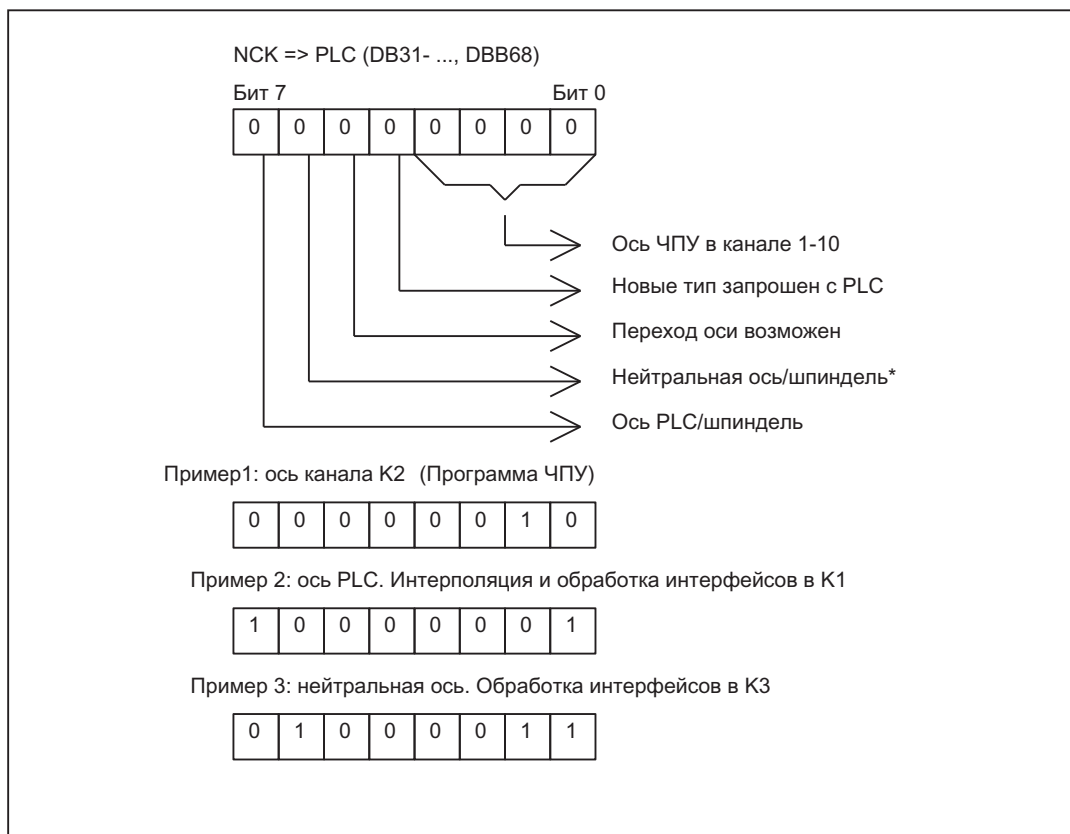 NCK => PLC (DB31- ..., DBB68)
Бит 7 Бит 0
0 0 0 0 0 0 0 0
Ось ЧПУ в канале 1-10
Новые тип запрошен с PLC
Переход оси возможен
Нейтральная ось/шпиндель*
Ось PLC/шпиндель
Пример1: ось канала K2 (Программа ЧПУ)
0 0 0 0 0 0 1 0
Пример 2: ось PLC. Интерполяция и обработка интерфейсов в K1
1 0 0 0 0 0 0 1
Пример 3: нейтральная ось. Обработка интерфейсов в K3
0 1 0 0 0 0 1 1